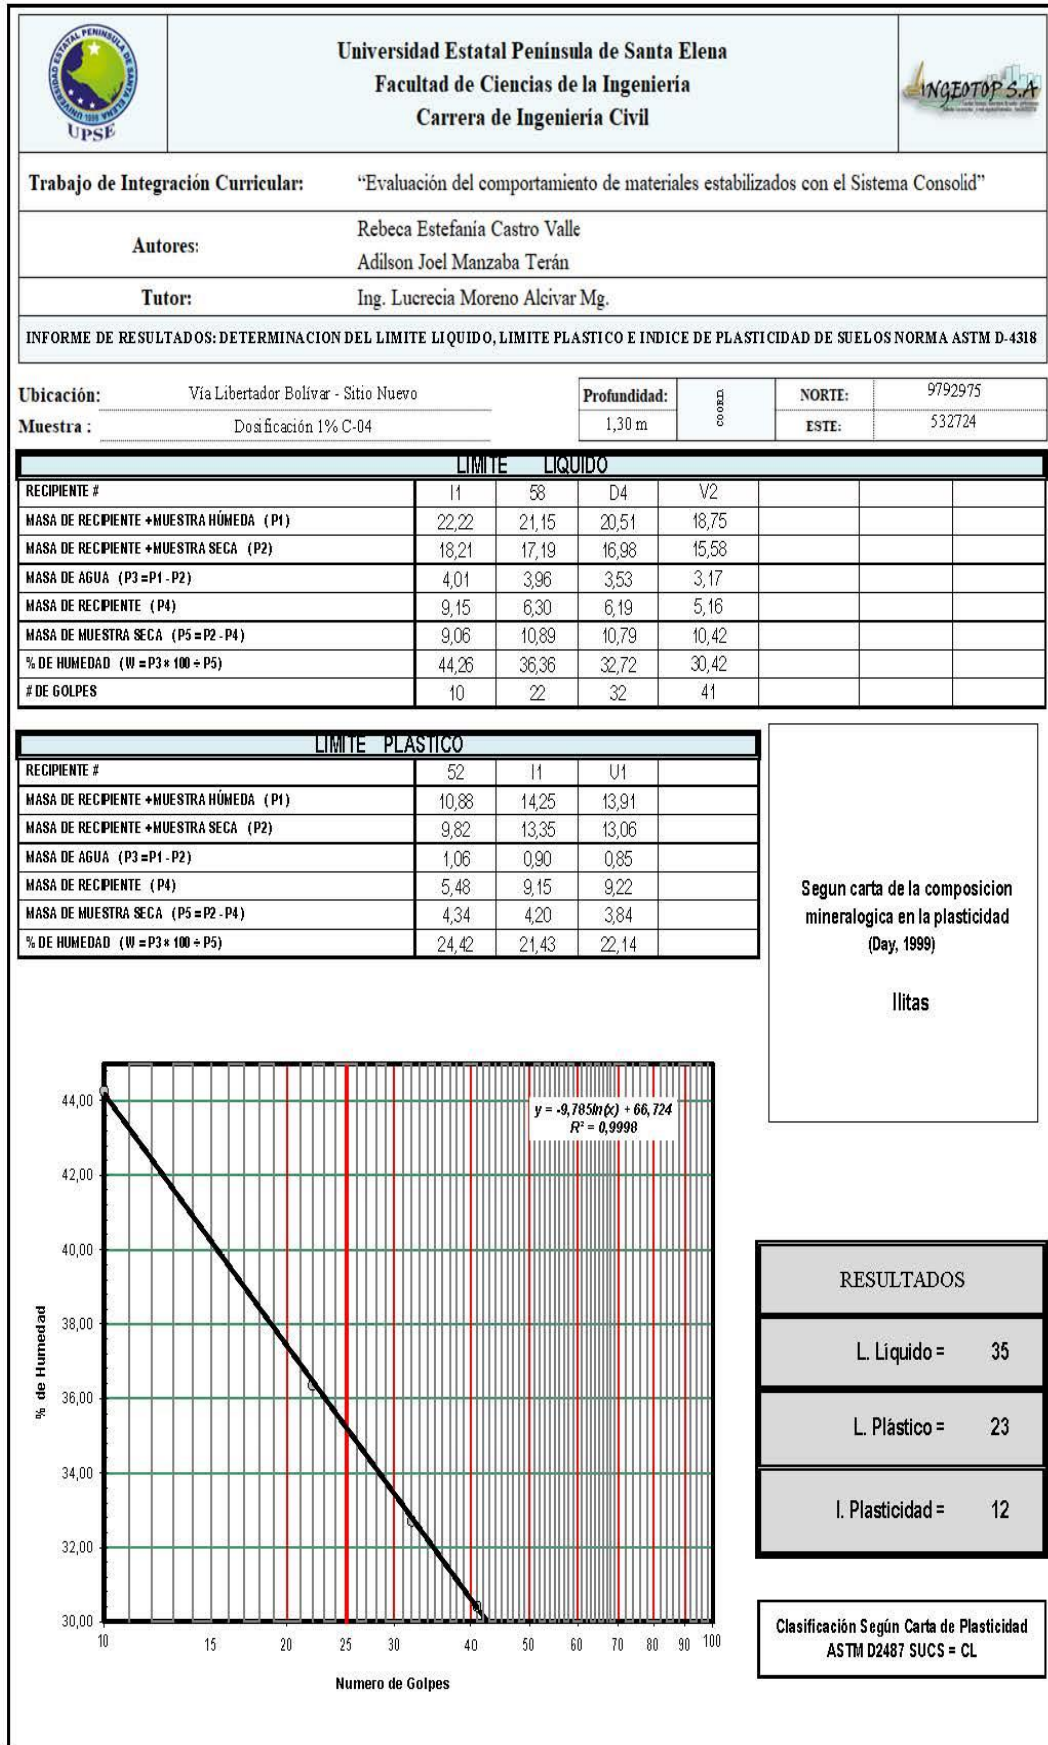 UNIVERSIDAD ESTATAL PENINSULA DE SANTA ELENA
UPSE
Universidad Estatal Península de Santa Elena
Facultad de Ciencias de la Ingeniería
Carrera de Ingeniería Civil
INGEOTOP S.A
Trabajo de Integración Curricular: “Evaluación del comportamiento de materiales estabilizados con el Sistema Consolid”
Autores: Rebeca Estefanía Castro Valle
Adilson Joel Manzaba Terán
Tutor: Ing. Lucrecia Moreno Alcivar Mg.
INFORME DE RESULTADOS: DETERMINACION DEL LIMITE LIQUIDO, LIMITE PLASTICO E INDICE DE PLASTICIDAD DE SUELOS NORMA ASTM D-4318
Ubicación: Vía Libertador Bolívar - Sitio Nuevo Profundidad: COORD. NORTE: 9792975
Muestra : Dosificación 1% C-04 1,30 m ESTE: 532724
LIMITE LIQUIDO
RECIPIENTE # I1 58 D4 V2
MASA DE RECIPIENTE +MUESTRA HÚMEDA (P1) 22,22 21,15 20,51 18,75
MASA DE RECIPIENTE +MUESTRA SECA (P2) 18,21 17,19 16,98 15,58
MASA DE AGUA (P3 =P1 - P2) 4,01 3,96 3,53 3,17
MASA DE RECIPIENTE (P4) 9,15 6,30 6,19 5,16
MASA DE MUESTRA SECA (P5 = P2 - P4) 9,06 10,89 10,79 10,42
% DE HUMEDAD (W = P3 * 100 ÷ P5) 44,26 36,36 32,72 30,42
# DE GOLPES 10 22 32 41
LIMITE PLASTICO
RECIPIENTE # 52 I1 U1
MASA DE RECIPIENTE +MUESTRA HÚMEDA (P1) 10,88 14,25 13,91
MASA DE RECIPIENTE +MUESTRA SECA (P2) 9,82 13,35 13,06
MASA DE AGUA (P3 =P1 - P2) 1,06 0,90 0,85
MASA DE RECIPIENTE (P4) 5,48 9,15 9,22
MASA DE MUESTRA SECA (P5 = P2 - P4) 4,34 4,20 3,84
% DE HUMEDAD (W = P3 * 100 ÷ P5) 24,42 21,43 22,14
Segun carta de la composicion
mineralogica en la plasticidad
(Day, 1999)
Ilitas
y = -9,785ln(x) + 66,724
R² = 0,9998
44,00
42,00
40,00
38,00
36,00
34,00
32,00
30,00
% de Humedad
10 15 20 25 30 40 50 60 70 80 90 100
Numero de Golpes
RESULTADOS
L. Líquido = 35
L. Plástico = 23
I. Plasticidad = 12
Clasificación Según Carta de Plasticidad
ASTM D2487 SUCS = CL